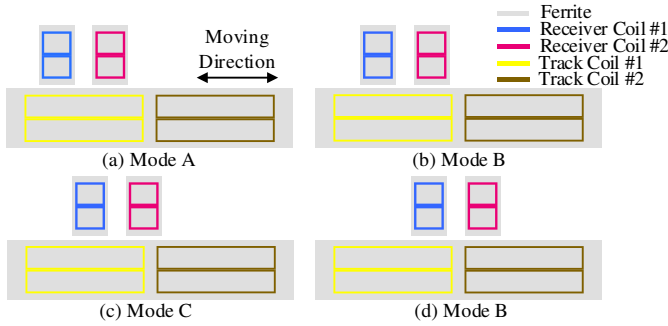 Moving
Direction
Ferrite
Receiver Coil #1
Receiver Coil #2
Track Coil #1
Track Coil #2
(a) Mode A
(b) Mode B
(c) Mode C
(d) Mode B